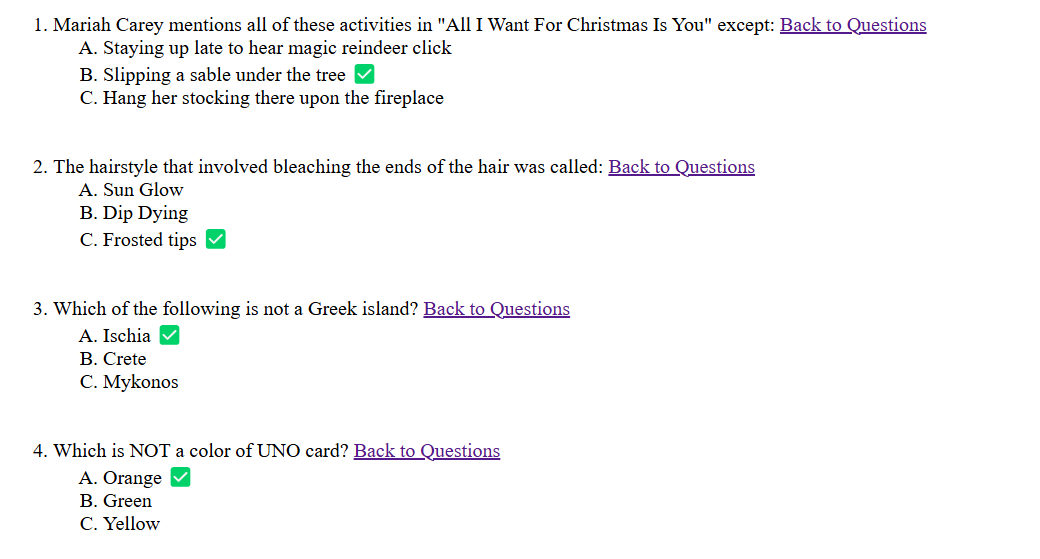 1. Mariah Carey mentions all of these activities in "All I Want For Christmas Is You" except: Back to Questions
A. Staying up late to hear magic reindeer click
B. Slipping a sable under the tree ✅
C. Hang her stocking there upon the fireplace
2. The hairstyle that involved bleaching the ends of the hair was called: Back to Questions
A. Sun Glow
B. Dip Dying
C. Frosted tips ✅
3. Which of the following is not a Greek island? Back to Questions
A. Ischia ✅
B. Crete
C. Mykonos
4. Which is NOT a color of UNO card? Back to Questions
A. Orange ✅
B. Green
C. Yellow